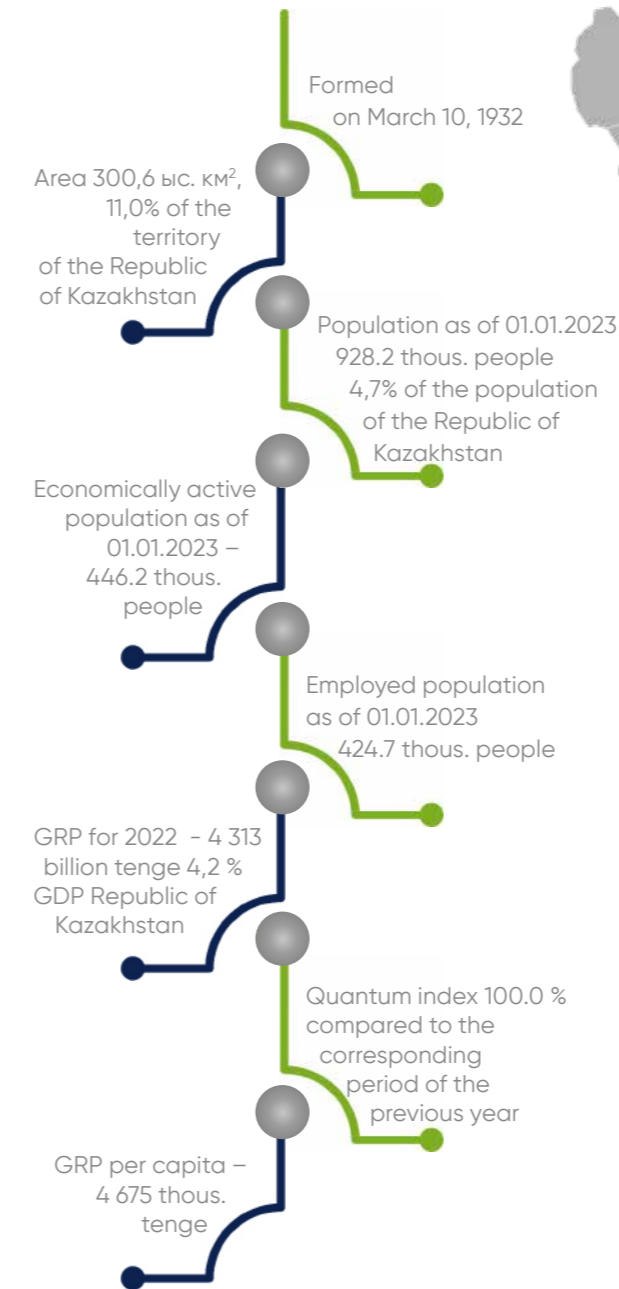 Formed
on March 10, 1932
Area 300,6 ыс. км²,
11,0% of the
territory
of the Republic
of Kazakhstan
Population as of 01.01.2023
928.2 thous. people
4,7% of the population
of the Republic of
Kazakhstan
Economically active
population as of
01.01.2023 –
446.2 thous.
people
Employed population
as of 01.01.2023
424.7 thous. people
GRP for 2022 - 4 313
billion tenge 4,2 %
GDP Republic of
Kazakhstan
Quantum index 100.0 %
compared to the
corresponding
period of the
previous year
GRP per capita –
4 675 thous.
tenge